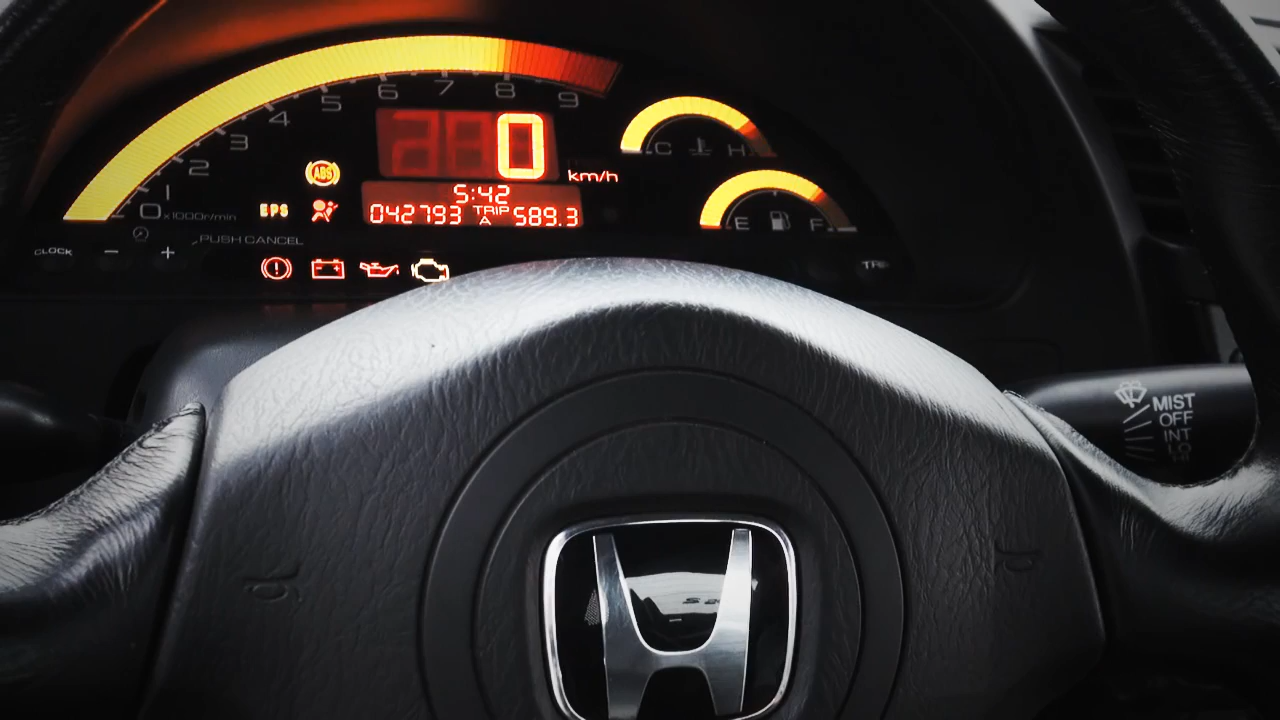 0 1 2 3 4 5 6 7 8 9
x1000r/min
0
km/h
C H
ABS
5:42
042793 TRIP A 589.3
EPS
E F
CLOCK - +
PUSH CANCEL
MIST
OFF
INT
LO